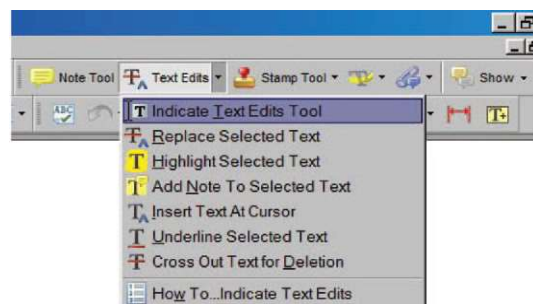 Note Tool Text Edits Stamp Tool Show
ABC T
T Indicate Text Edits Tool
T Replace Selected Text
T Highlight Selected Text
T Add Note To Selected Text
T Insert Text At Cursor
T Underline Selected Text
T Cross Out Text for Deletion
How To...Indicate Text Edits